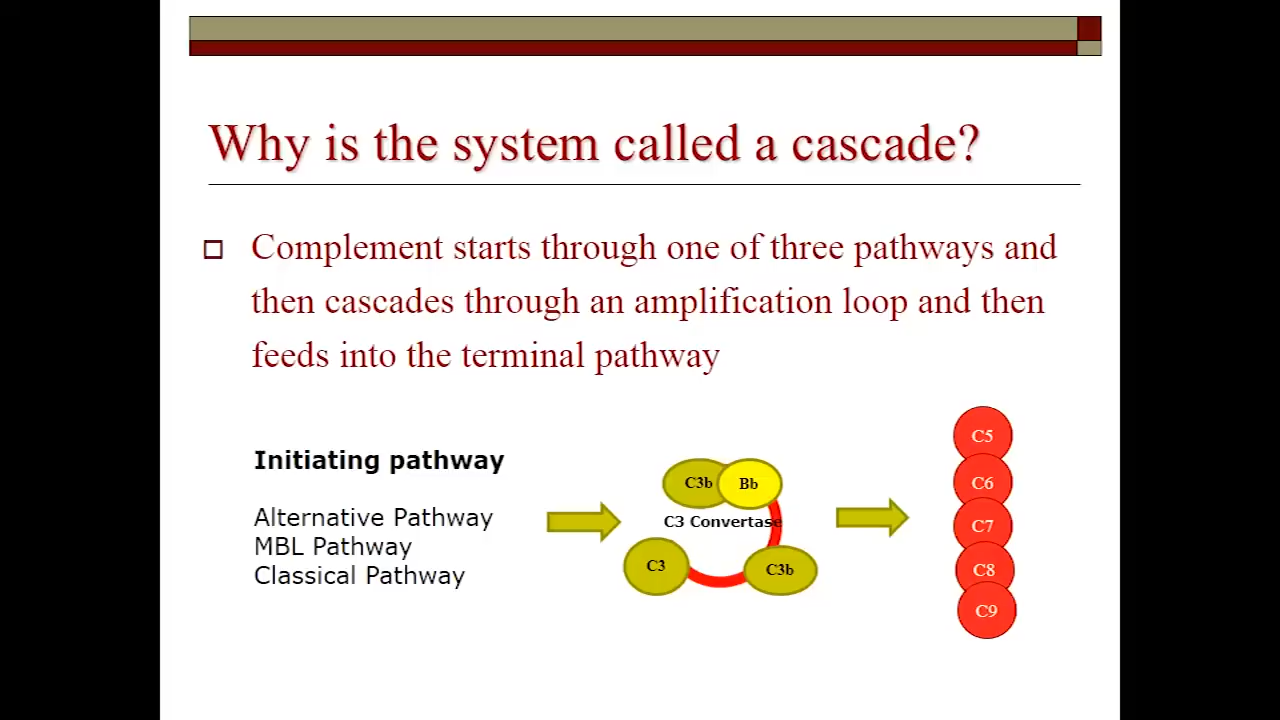 Why is the system called a cascade?
Complement starts through one of three pathways and
then cascades through an amplification loop and then
feeds into the terminal pathway
Initiating pathway
Alternative Pathway
MBL Pathway
Classical Pathway
C3b
Bb
C3 Convertase
C3
C3b
C5
C6
C7
C8
C9